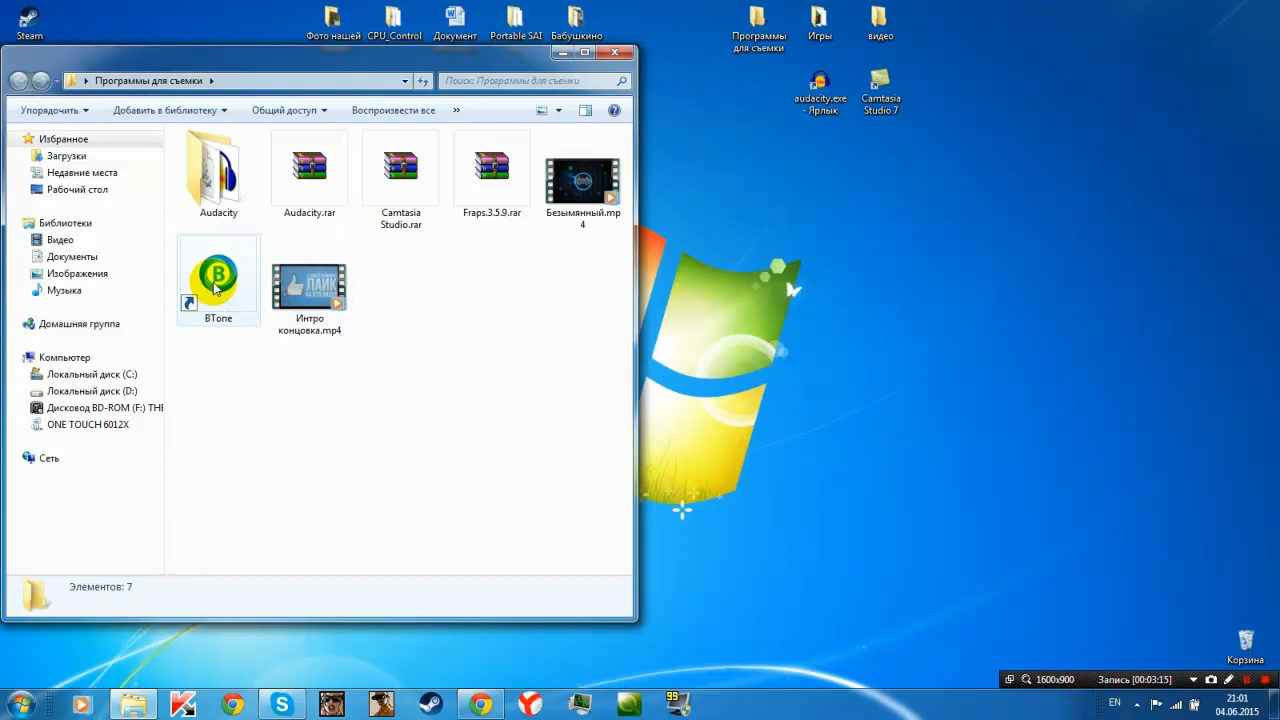 Steam
Фото нашей
CPU_Control
Документ
Portable SAI
Бабушкино
Программы для съемки
Игры
видео
audacity.exe - Ярлык
Camtasia Studio 7
Программы для съемки
Поиск: Программы для съемки
Упорядочить
Добавить в библиотеку
Общий доступ
Воспроизвести все
»
Избранное
Загрузки
Недавние места
Рабочий стол
Библиотеки
Видео
Документы
Изображения
Музыка
Домашняя группа
Компьютер
Локальный диск (C:)
Локальный диск (D:)
Дисковод BD-ROM (F:) THE
ONE TOUCH 6012X
Сеть
Audacity
Audacity.rar
Camtasia
Studio.rar
Fraps.3.5.9.rar
Безымянный.mp
4
B
ВТопе
ЛАЙК
Интро
концовка.mp4
Элементов: 7
Корзина
1600x900
Запись [00:03:15]
99
EN
21:01
04.06.2015